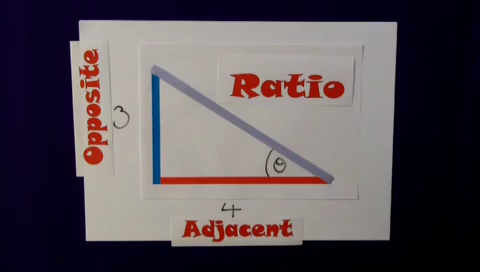 Ratio
Opposite
3
θ
4
Adjacent